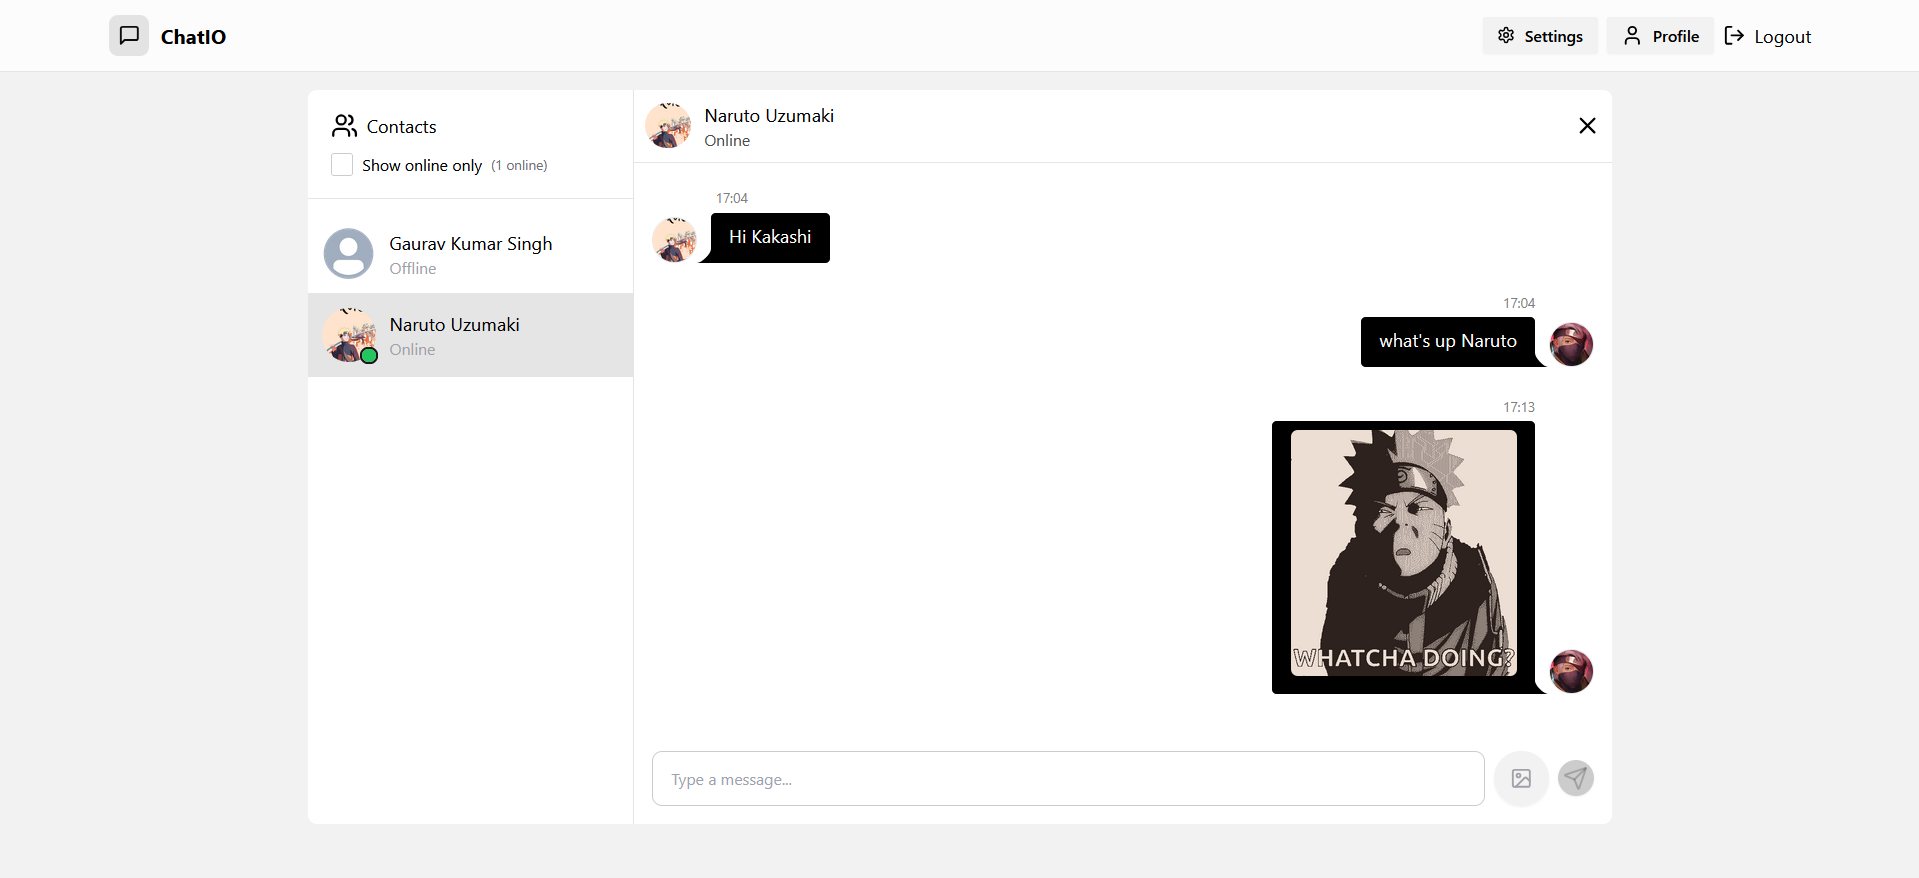 ChatIO
Settings
Profile
Logout
Contacts
Show online only (1 online)
Gaurav Kumar Singh
Offline
Naruto Uzumaki
Online
Naruto Uzumaki
Online
17:04
Hi Kakashi
17:04
what's up Naruto
17:13
WHATCHA DOING?
Type a message...